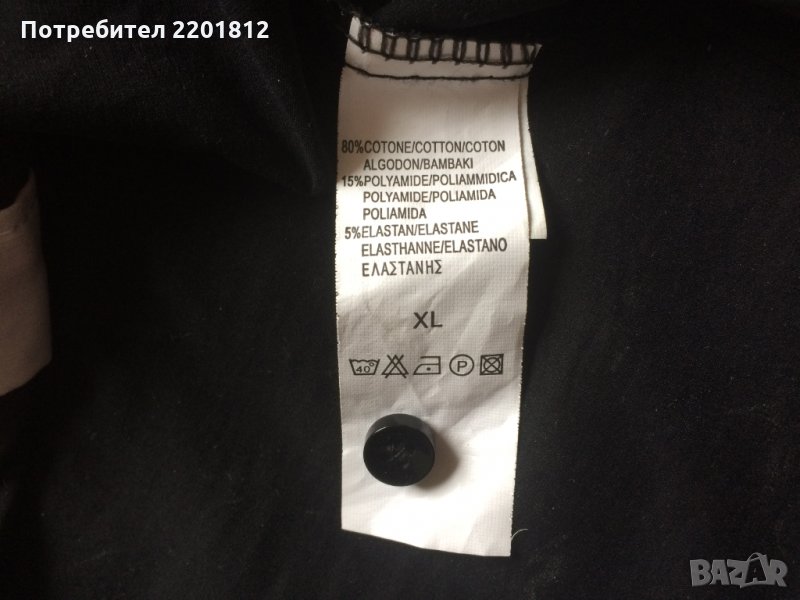 Потребител 2201812
80%COTONE/COTTON/COTON
ALGODON/BAMBAKI
15%POLYAMIDE/POLIAMMIDICA
POLYAMIDE/POLIAMIDA
POLIAMIDA
5%ELASTAN/ELASTANE
ELASTHANNE/ELASTANO
ΕΛΑΣΤΑΝΗΣ
XL
40° P
BAZAR